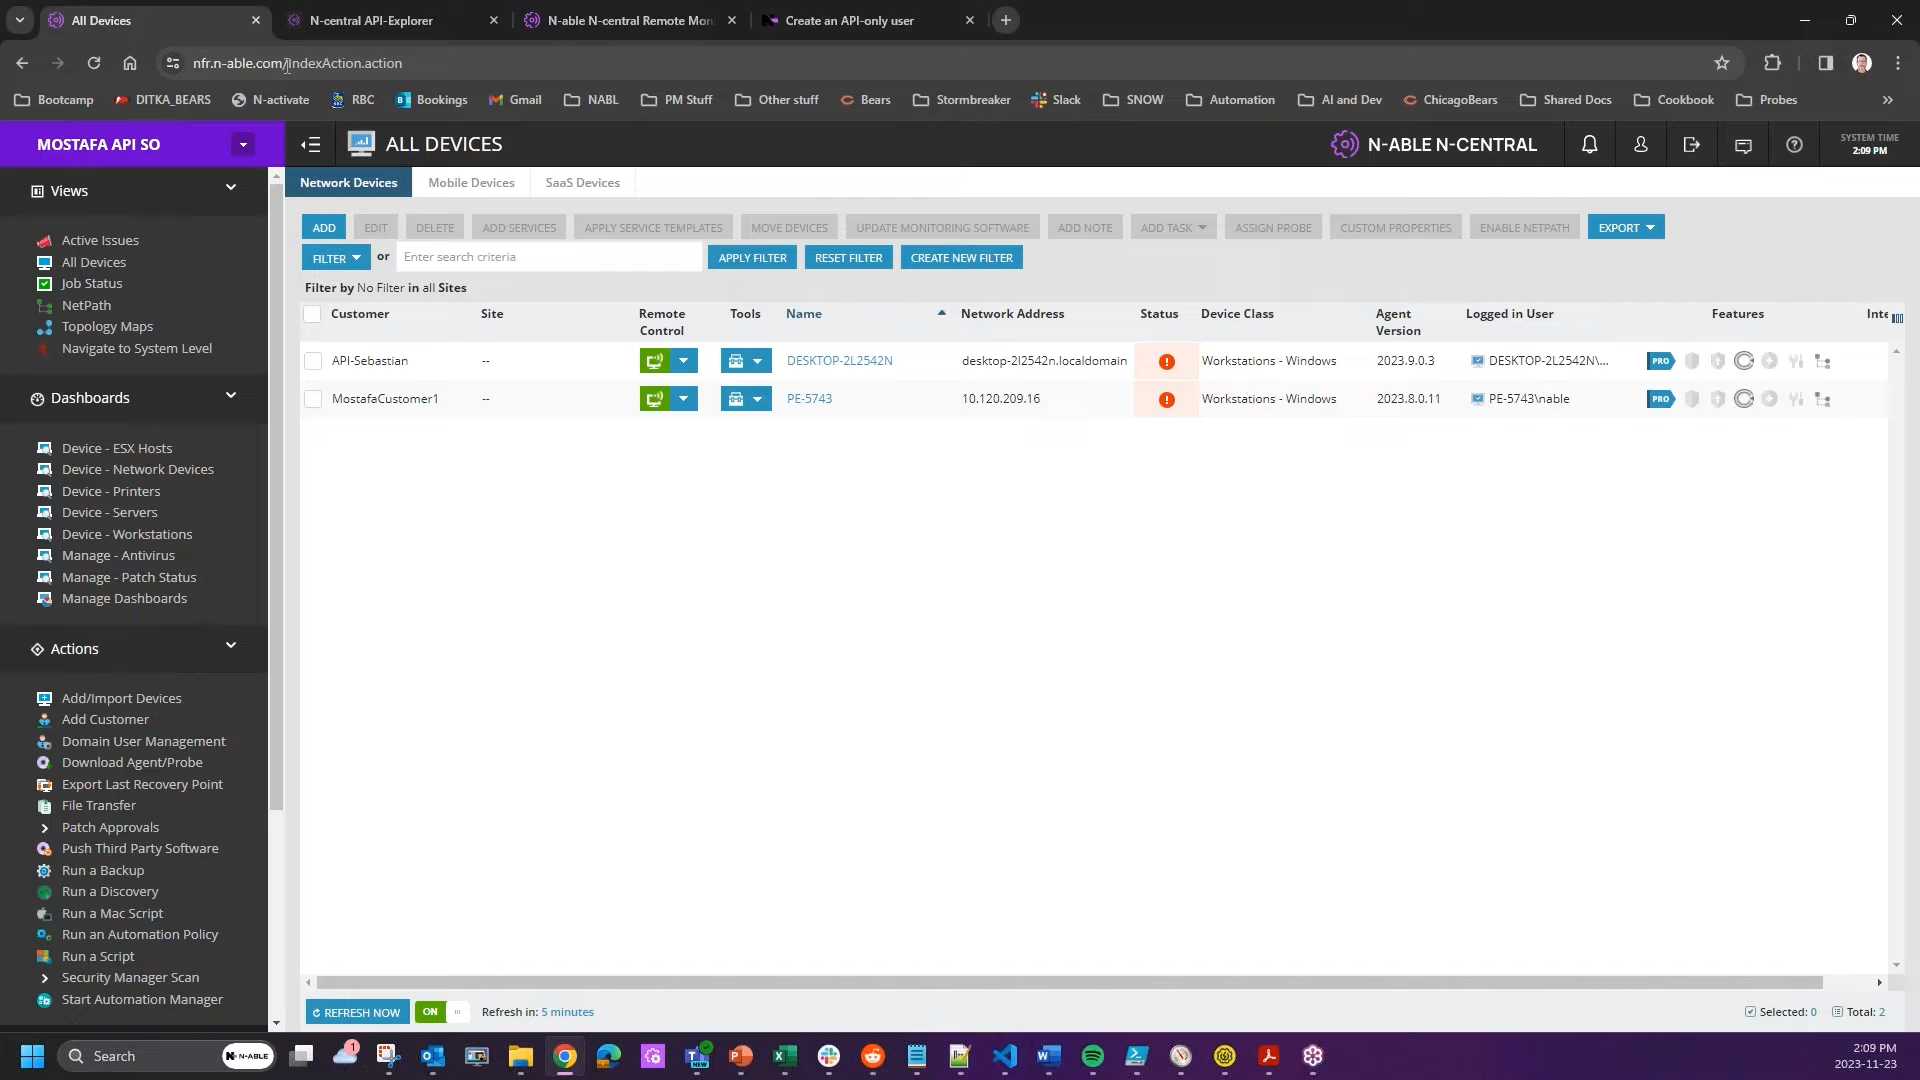 All Devices
N-central API-Explorer
N-able N-central Remote Mon
Create an API-only user
nfr.n-able.com/IndexAction.action
Bootcamp
DITKA_BEARS
N-activate
RBC
Bookings
Gmail
NABL
PM Stuff
Other stuff
Bears
Stormbreaker
Slack
SNOW
Automation
AI and Dev
ChicagoBears
Shared Docs
Cookbook
Probes
MOSTAFA API SO
ALL DEVICES
N-ABLE N-CENTRAL
SYSTEM TIME
2:09 PM
Views
Active Issues
All Devices
Job Status
NetPath
Topology Maps
Navigate to System Level
Dashboards
Device - ESX Hosts
Device - Network Devices
Device - Printers
Device - Servers
Device - Workstations
Manage - Antivirus
Manage - Patch Status
Manage Dashboards
Actions
Add/Import Devices
Add Customer
Domain User Management
Download Agent/Probe
Export Last Recovery Point
File Transfer
Patch Approvals
Push Third Party Software
Run a Backup
Run a Discovery
Run a Mac Script
Run an Automation Policy
Run a Script
Security Manager Scan
Start Automation Manager
Network Devices
Mobile Devices
SaaS Devices
ADD
EDIT
DELETE
ADD SERVICES
APPLY SERVICE TEMPLATES
MOVE DEVICES
UPDATE MONITORING SOFTWARE
ADD NOTE
ADD TASK
ASSIGN PROBE
CUSTOM PROPERTIES
ENABLE NETPATH
EXPORT
FILTER
or
Enter search criteria
APPLY FILTER
RESET FILTER
CREATE NEW FILTER
Filter by No Filter in all Sites
Customer
Site
Remote
Control
Tools
Name
Network Address
Status
Device Class
Agent
Version
Logged in User
Features
Inte
API-Sebastian
--
DESKTOP-2L2542N
desktop-2l2542n.localdomain
Workstations - Windows
2023.9.0.3
DESKTOP-2L2542N\...
PRO
MostafaCustomer1
--
PE-5743
10.120.209.16
Workstations - Windows
2023.8.0.11
PE-5743\nable
PRO
REFRESH NOW
ON
Refresh in: 5 minutes
Selected: 0
Total: 2
Search
N-ABLE
1
NEW
2:09 PM
2023-11-23